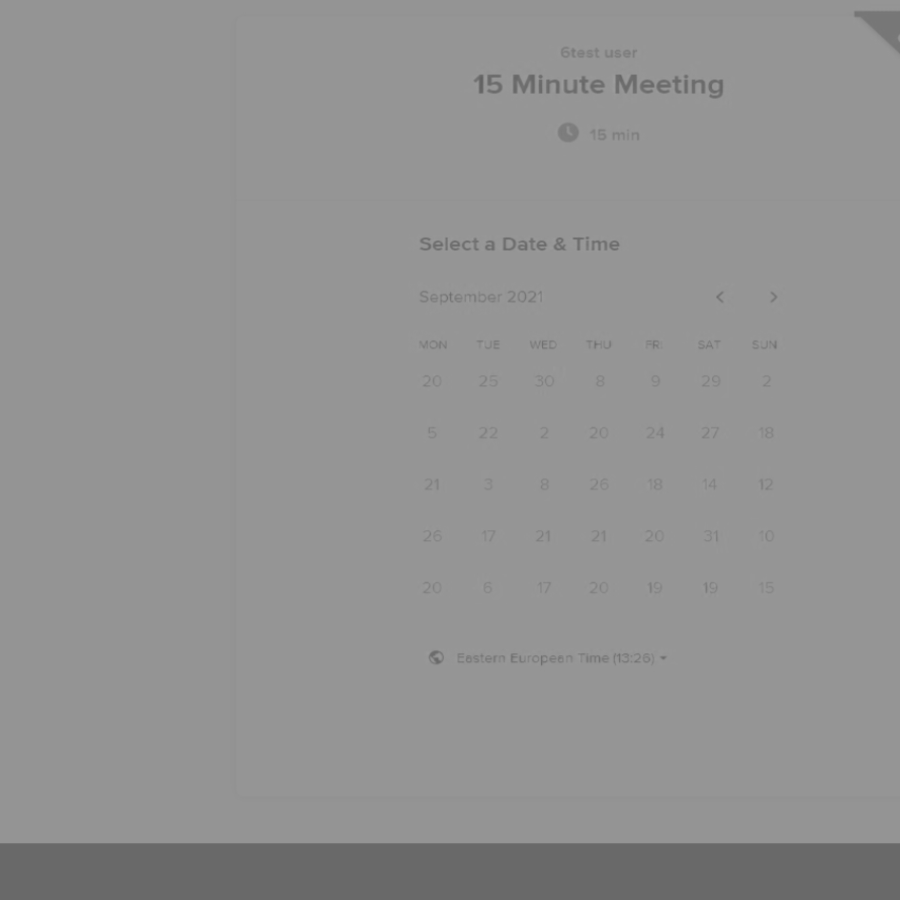 6test user
15 Minute Meeting
15 min
Select a Date & Time
September 2021
MON TUE WED THU FRI SAT SUN
20 25 30 8 9 29 2
5 22 2 20 24 27 18
21 3 8 26 18 14 12
26 17 21 21 20 31 10
20 6 17 20 19 19 15
Eastern European Time (13:26)